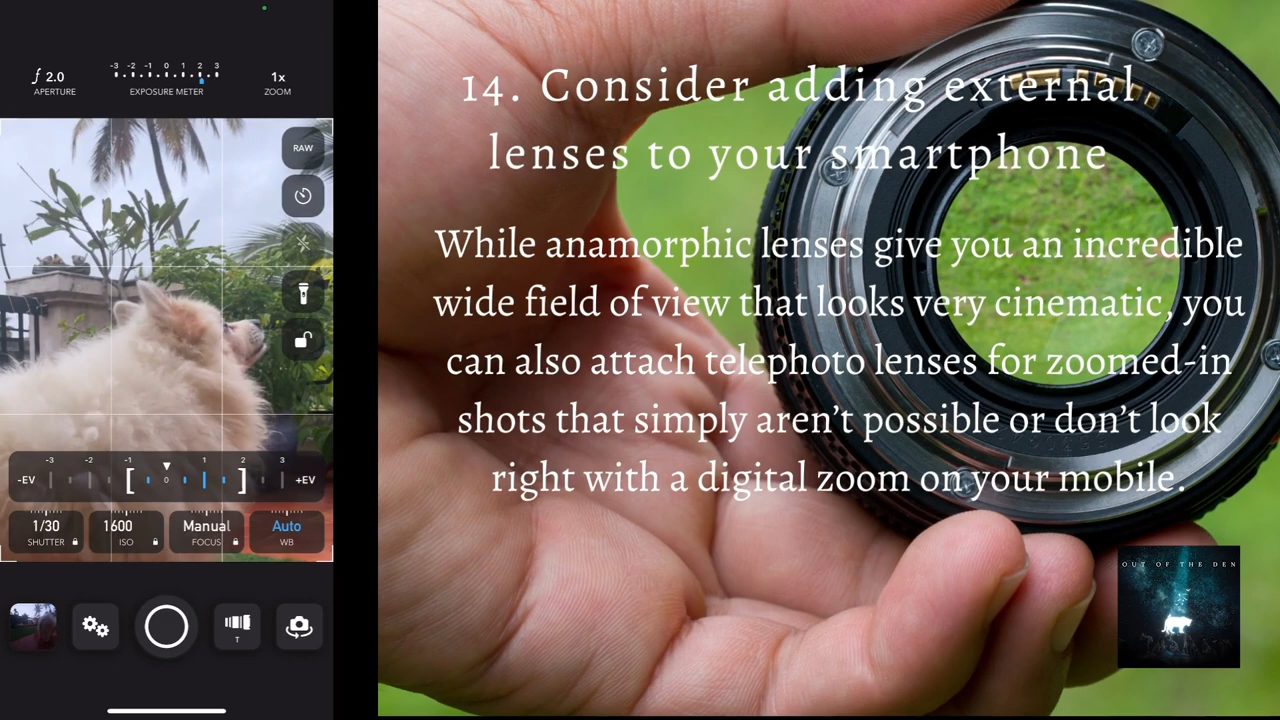 -3 -2 -1 0 1 2 3
f 2.0
1x
APERTURE
EXPOSURE METER
ZOOM
RAW
-3 -2 -1 1 2 3
-EV
[ 0 ]
+EV
1/30
1600
Manual
Auto
SHUTTER
ISO
FOCUS
WB
T
14. Consider adding external
lenses to your smartphone
While anamorphic lenses give you an incredible
wide field of view that looks very cinematic, you
can also attach telephoto lenses for zoomed-in
shots that simply aren't possible or don't look
right with a digital zoom on your mobile.
OUT OF THE DEN